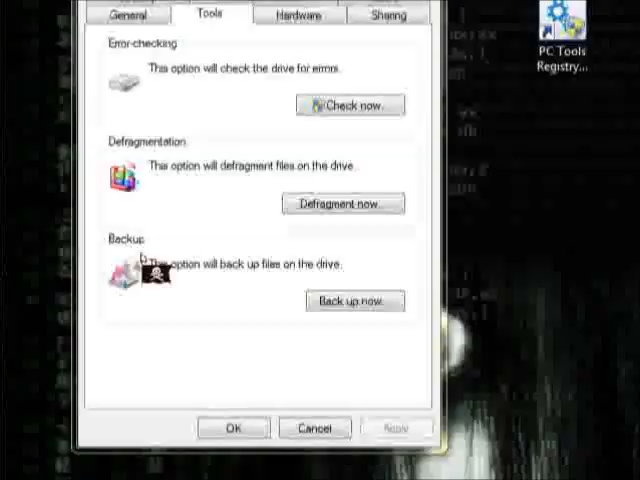 General
Tools
Hardware
Sharing
Error-checking
This option will check the drive for errors.
Check now..
Defragmentation
This option will defragment files on the drive.
Defragment now..
Backup
This option will back up files on the drive.
Back up now..
OK
Cancel
Apply
PC Tools
Registry...